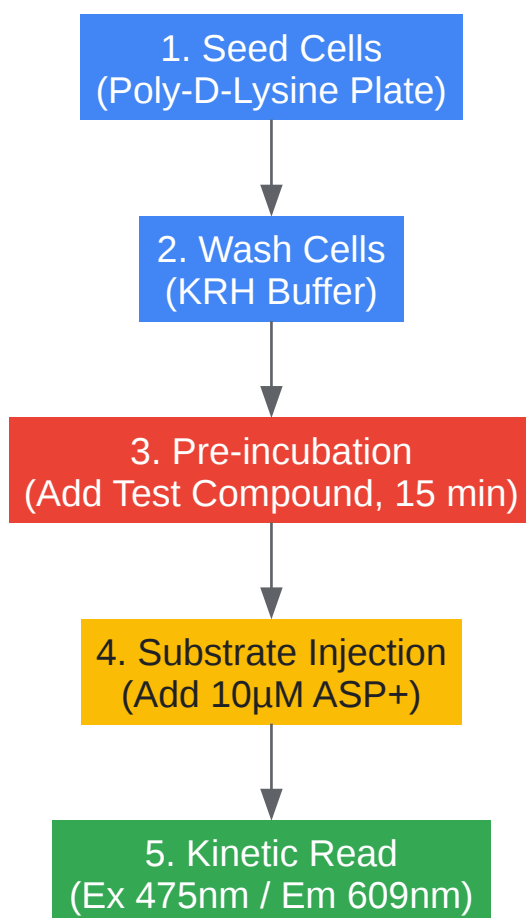 1. Seed Cells
(Poly-D-Lysine Plate)
2. Wash Cells
(KRH Buffer)
3. Pre-incubation
(Add Test Compound, 15 min)
4. Substrate Injection
(Add 10µM ASP+)
5. Kinetic Read
(Ex 475nm / Em 609nm)